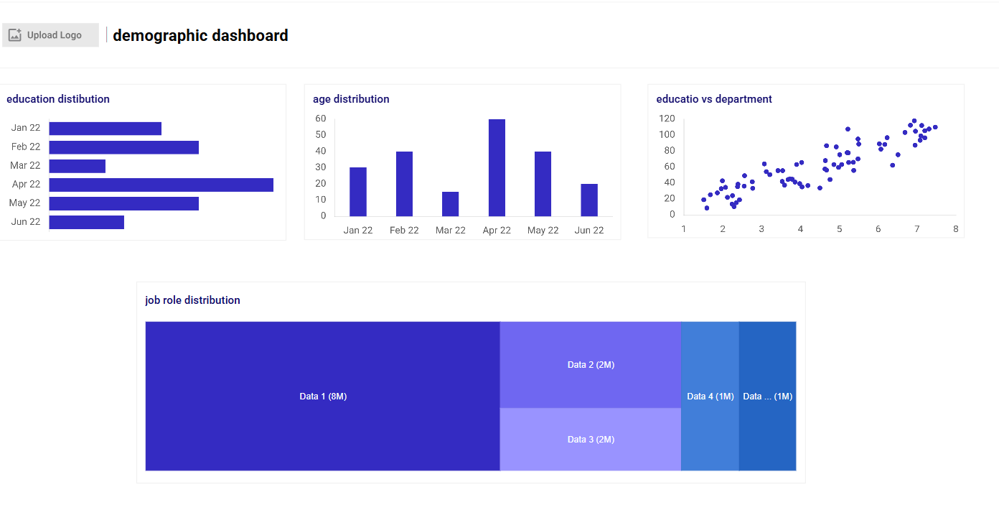 Upload Logo
demographic dashboard
education distibution
Jan 22
Feb 22
Mar 22
Apr 22
May 22
Jun 22
age distribution
60
50
40
30
20
10
0
Jan 22 Feb 22 Mar 22 Apr 22 May 22 Jun 22
educatio vs department
120
100
80
60
40
20
0
1 2 3 4 5 6 7 8
job role distribution
Data 1 (8M)
Data 2 (2M)
Data 3 (2M)
Data 4 (1M)
Data ... (1M)